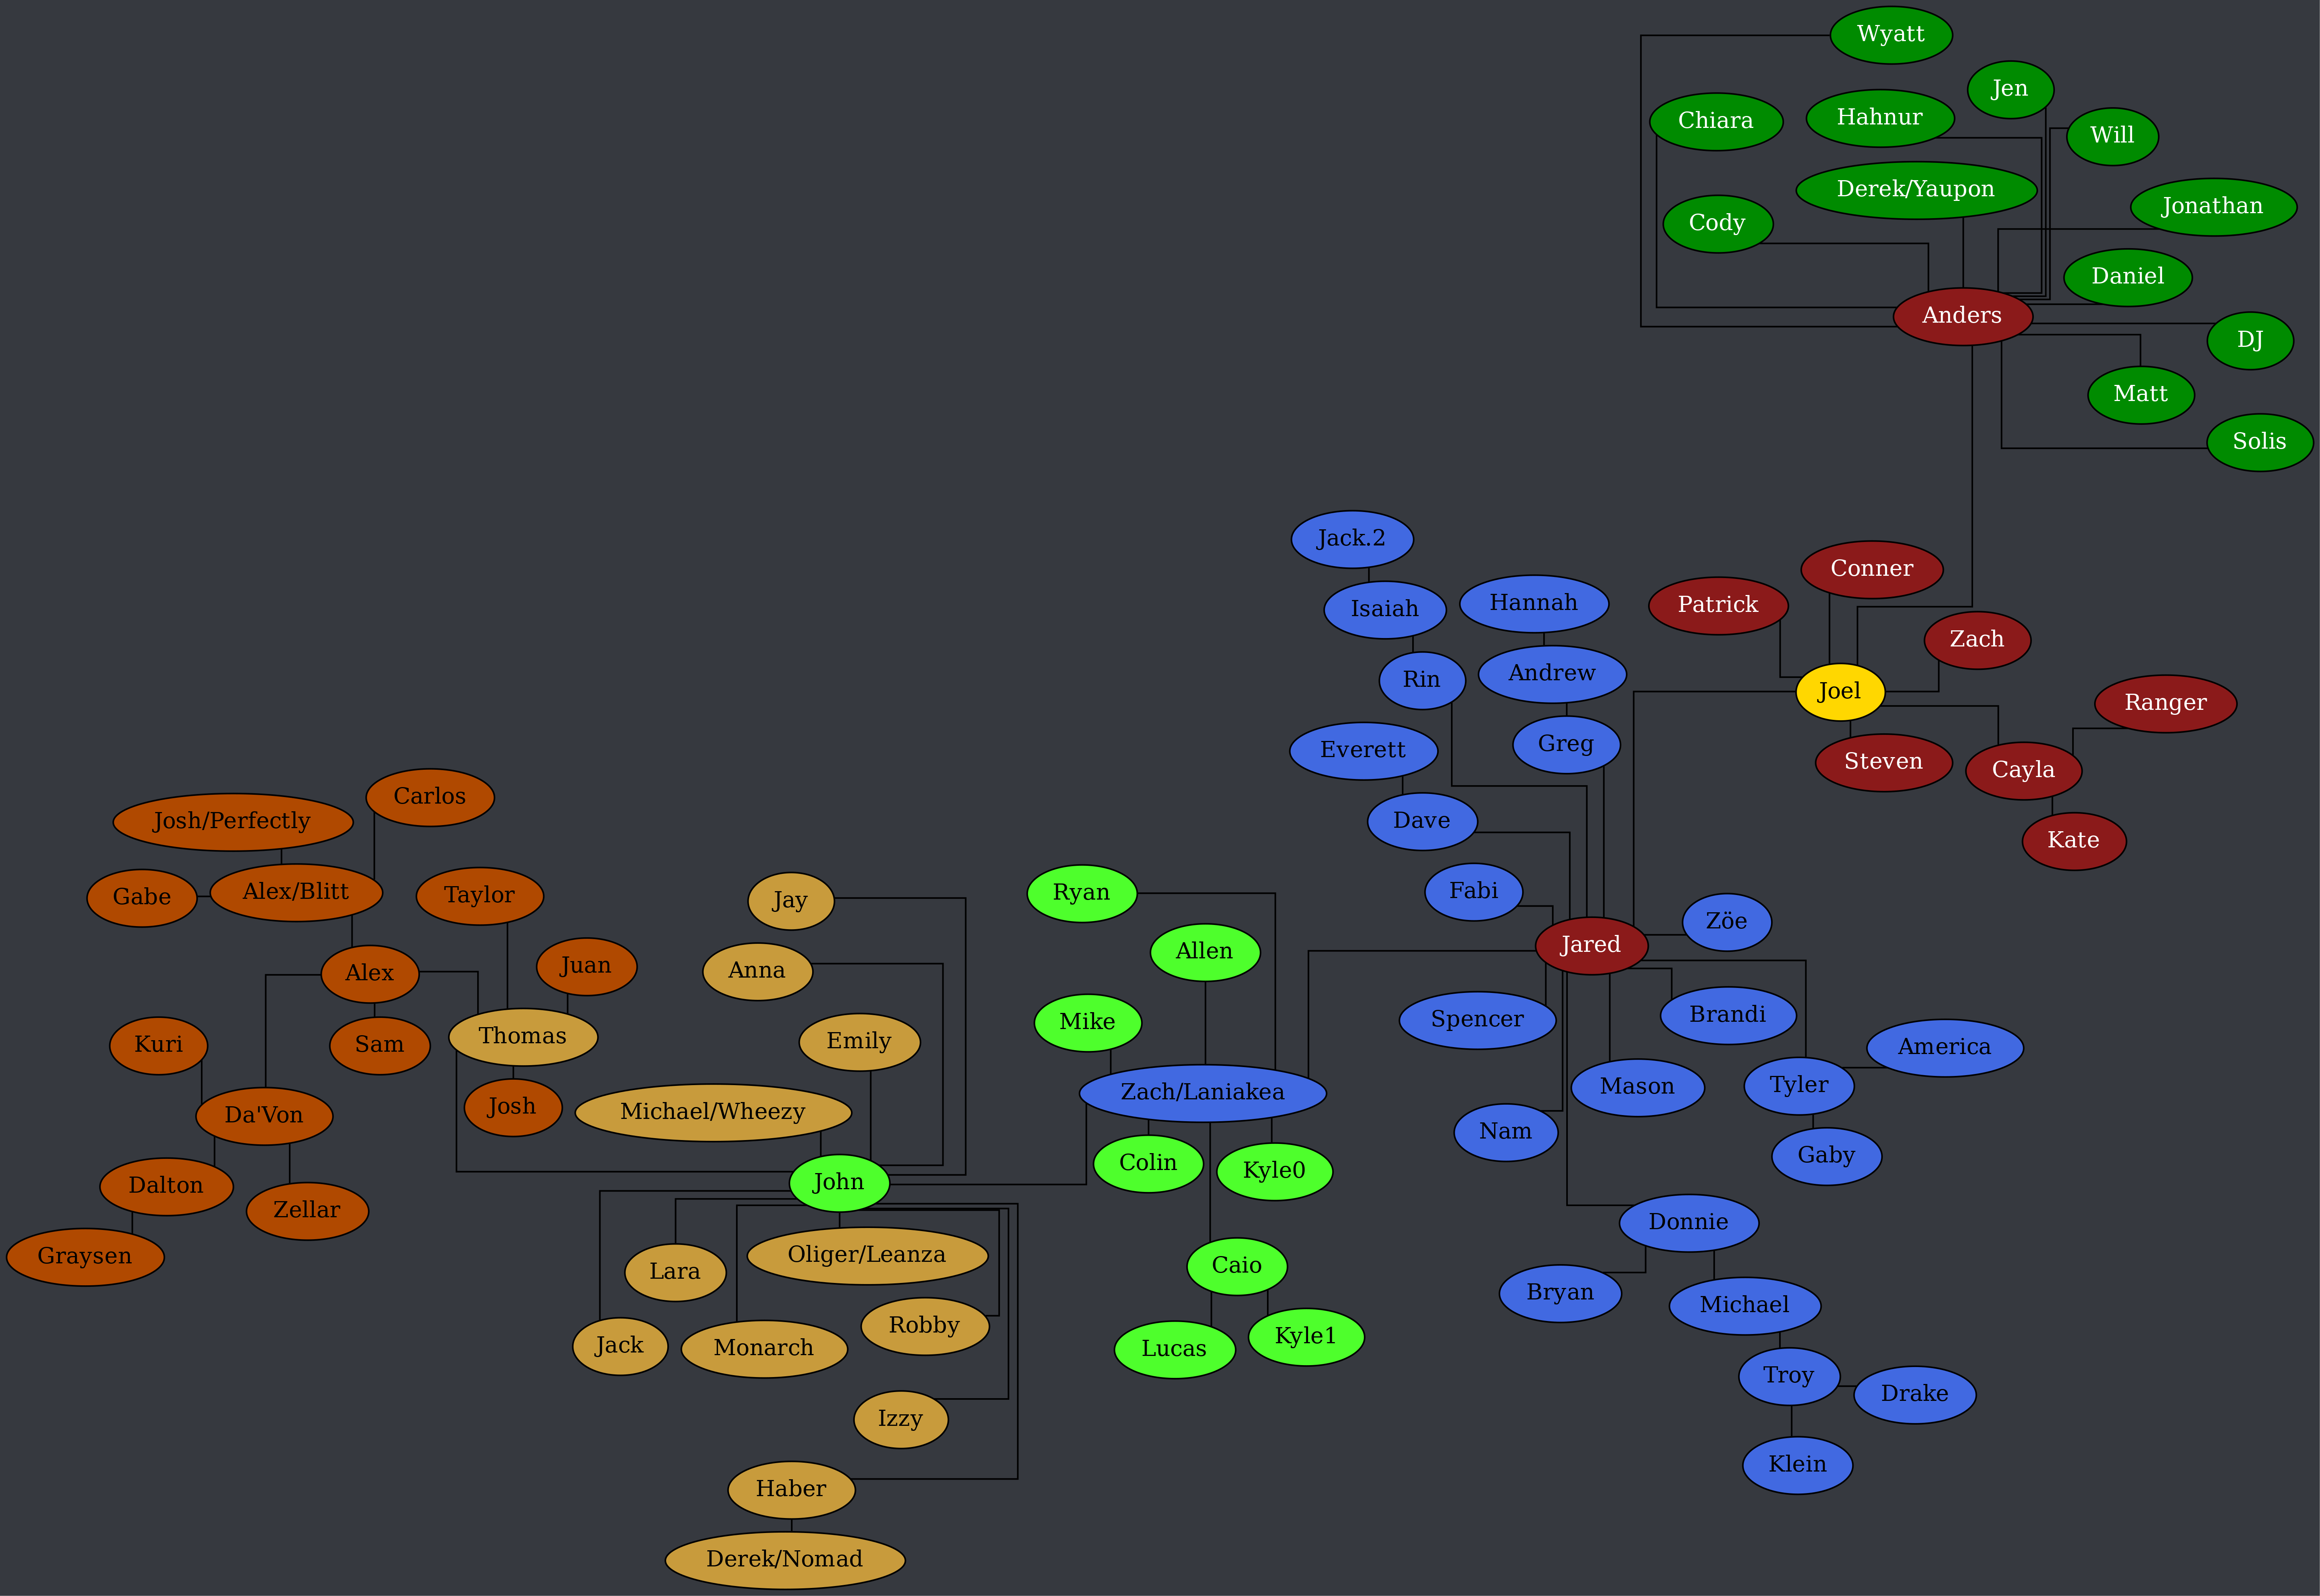 Wyatt
Jen
Chiara
Hahnur
Will
Derek/Yaupon
Jonathan
Cody
Daniel
Anders
DJ
Matt
Solis
Jack.2
Conner
Isaiah
Hannah
Patrick
Zach
Rin
Andrew
Joel
Ranger
Everett
Greg
Steven
Cayla
Carlos
Josh/Perfectly
Dave
Kate
Gabe
Alex/Blitt
Taylor
Jay
Ryan
Fabi
Zöe
Jared
Alex
Juan
Anna
Allen
Kuri
Sam
Thomas
Emily
Mike
Spencer
Brandi
America
Da'Von
Josh
Michael/Wheezy
Zach/Laniakea
Mason
Tyler
Nam
Gaby
Dalton
Zellar
John
Colin
Kyle0
Donnie
Graysen
Lara
Oliger/Leanza
Caio
Bryan
Michael
Jack
Monarch
Robby
Lucas
Kyle1
Troy
Drake
Izzy
Klein
Haber
Derek/Nomad